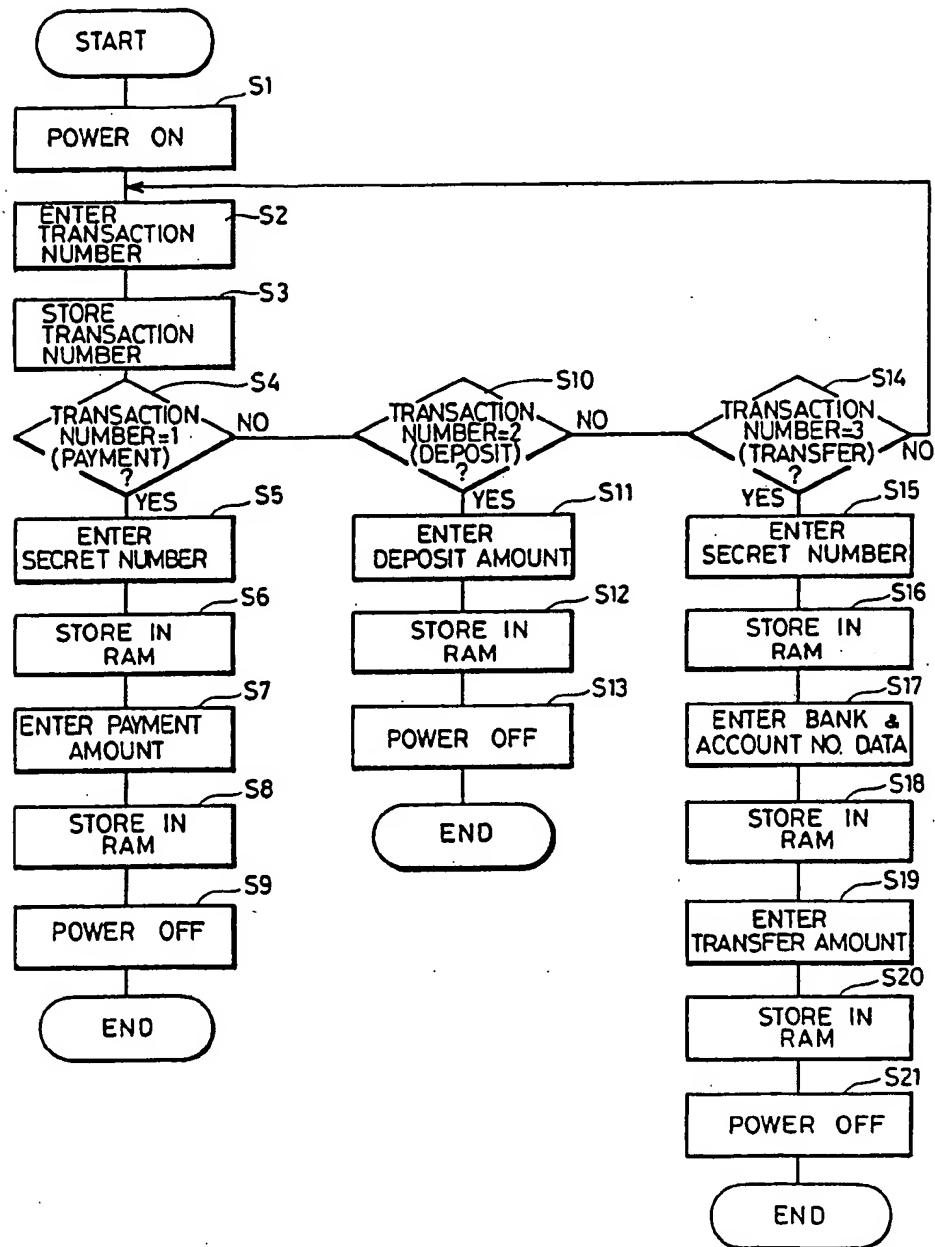 START
S1
POWER ON
S2
ENTER
TRANSACTION
NUMBER
S3
STORE
TRANSACTION
NUMBER
S4
TRANSACTION
NUMBER=1
(PAYMENT)
?
NO
YES
S5
ENTER
SECRET NUMBER
S6
STORE IN
RAM
S7
ENTER PAYMENT
AMOUNT
S8
STORE IN
RAM
S9
POWER OFF
END
S10
TRANSACTION
NUMBER=2
(DEPOSIT)
?
NO
YES
S11
ENTER
DEPOSIT AMOUNT
S12
STORE IN
RAM
S13
POWER OFF
END
S14
TRANSACTION
NUMBER=3
(TRANSFER)
?
NO
YES
S15
ENTER
SECRET NUMBER
S16
STORE IN
RAM
S17
ENTER BANK &
ACCOUNT NO. DATA
S18
STORE IN
RAM
S19
ENTER
TRANSFER AMOUNT
S20
STORE IN
RAM
S21
POWER OFF
END